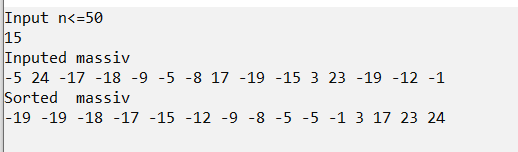 Input n<=50
15
Inputed massiv
-5 24 -17 -18 -9 -5 -8 17 -19 -15 3 23 -19 -12 -1
Sorted  massiv
-19 -19 -18 -17 -15 -12 -9 -8 -5 -5 -1 3 17 23 24